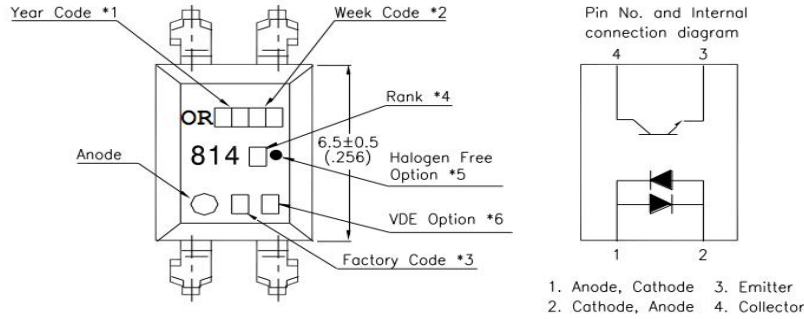 Year Code *1
Week Code *2
OR
Rank *4
814
6.5±0.5
(.256)
Anode
Halogen Free
Option *5
VDE Option *6
Factory Code *3
Pin No. and Internal
connection diagram
4 3
1 2
1. Anode, Cathode 3. Emitter
2. Cathode, Anode 4. Collector